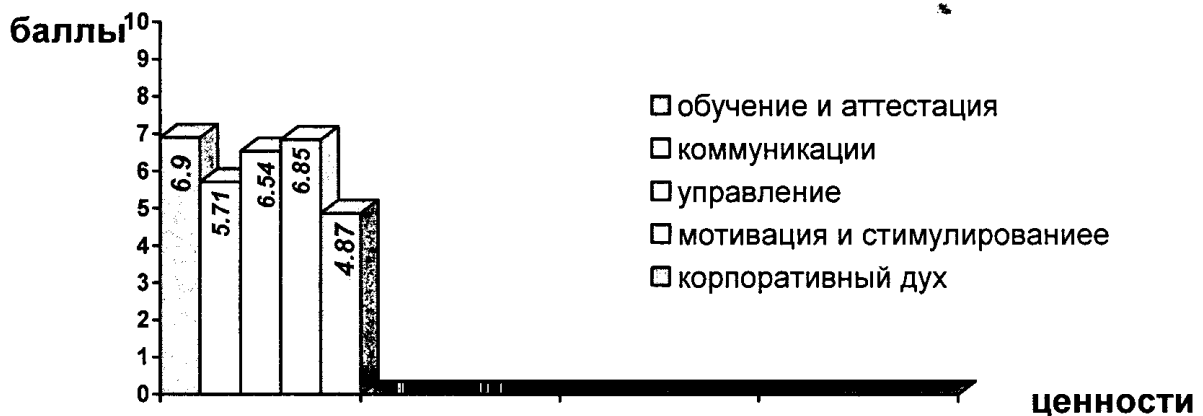 баллы
10
9
8
7
6
5
4
3
2
1
0
6.9
5.71
6.54
6.85
4.87
обучение и аттестация
коммуникации
управление
мотивация и стимулированиее
корпоративный дух
ценности